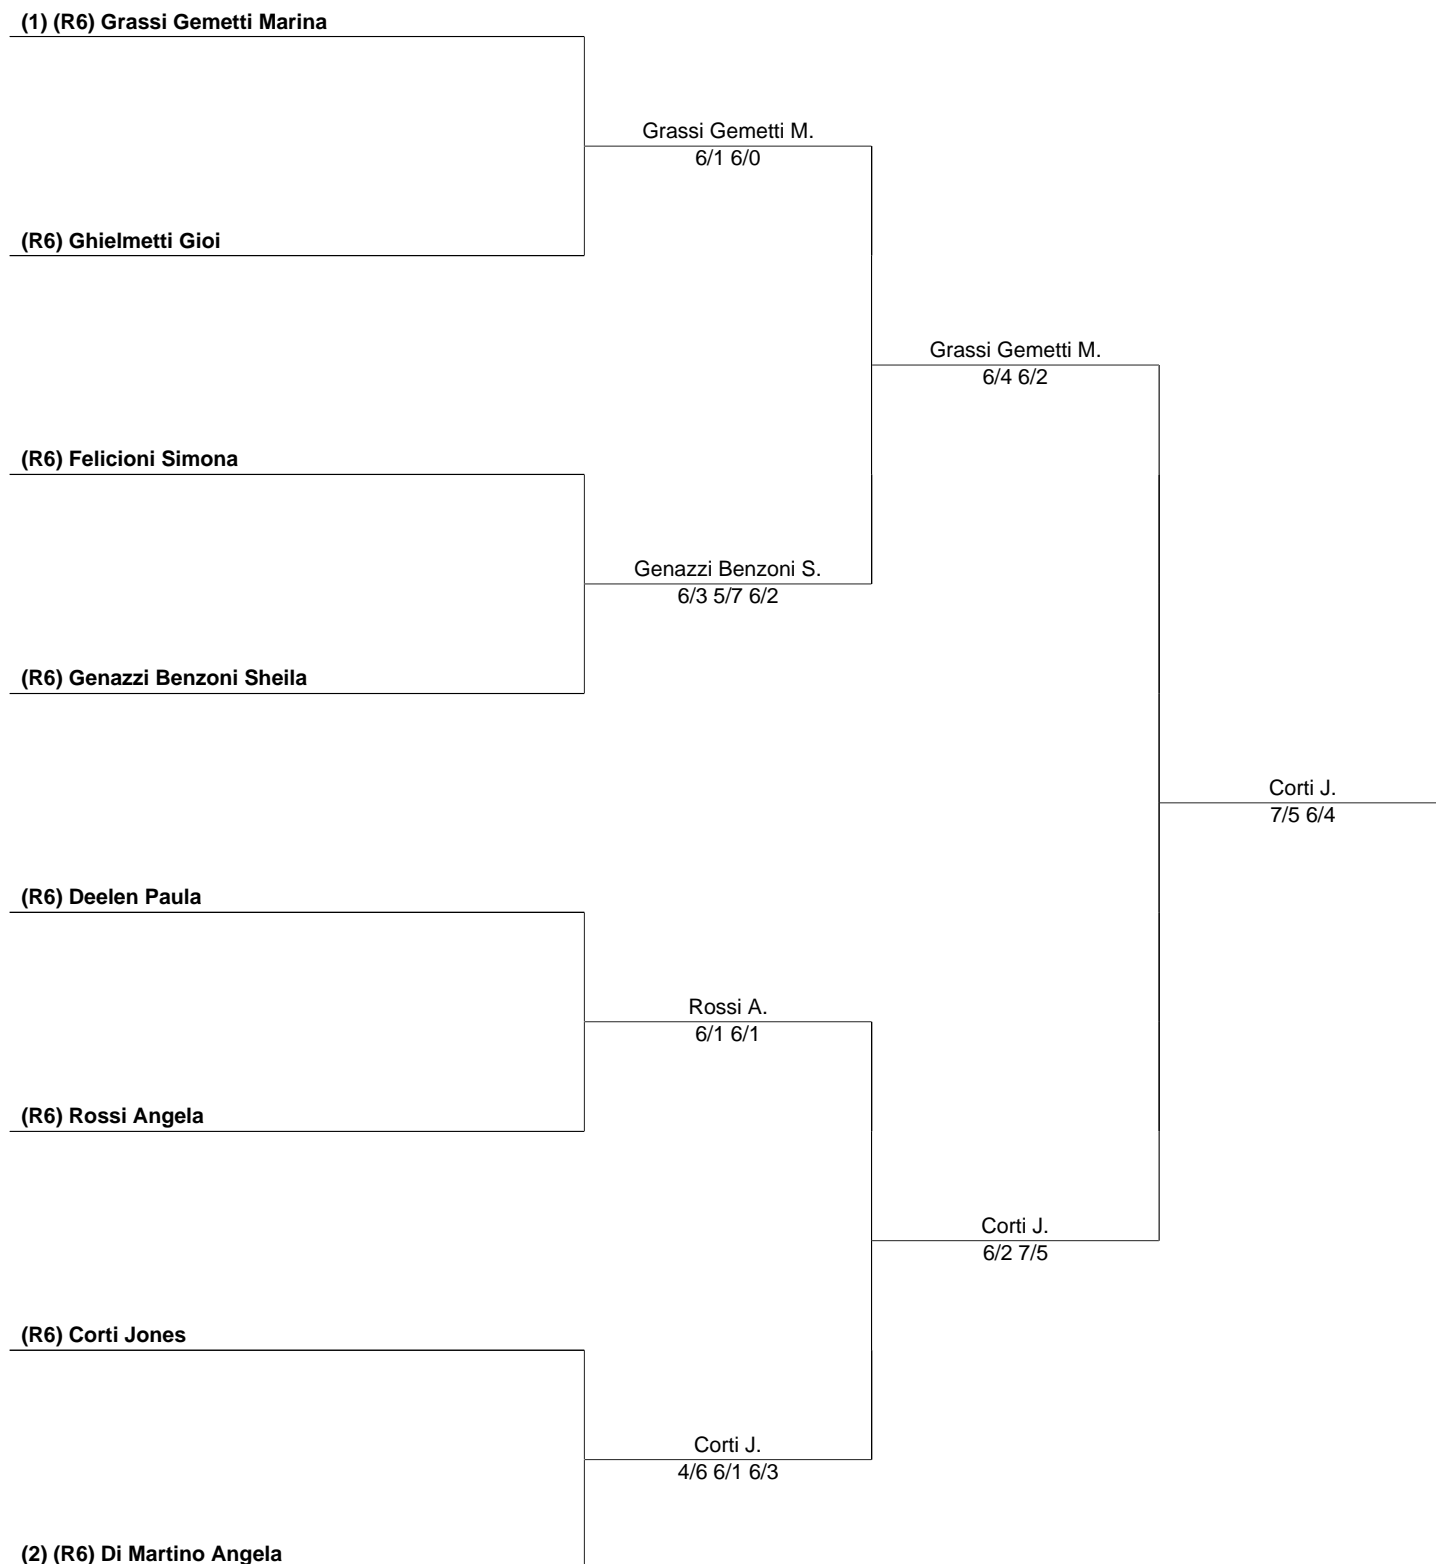 (1) (R6) Grassi Gemetti Marina
Grassi Gemetti M.
6/1 6/0
(R6) Ghielmetti Gioi
Grassi Gemetti M.
6/4 6/2
(R6) Felicioni Simona
Genazzi Benzoni S.
6/3 5/7 6/2
(R6) Genazzi Benzoni Sheila
Corti J.
7/5 6/4
(R6) Deelen Paula
Rossi A.
6/1 6/1
(R6) Rossi Angela
Corti J.
6/2 7/5
(R6) Corti Jones
Corti J.
4/6 6/1 6/3
(2) (R6) Di Martino Angela